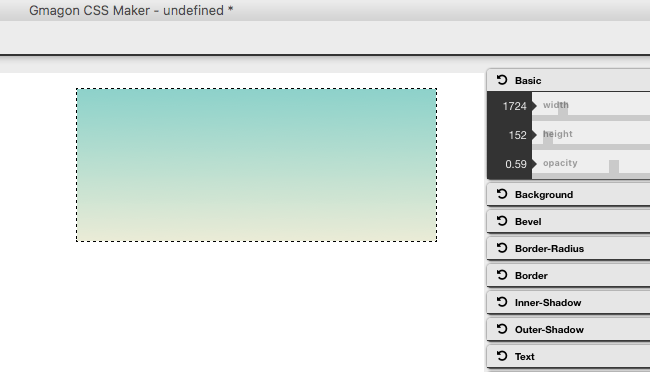 Gmagon CSS Maker - undefined *
Basic
1724 width
152 height
0.59 opacity
Background
Bevel
Border-Radius
Border
Inner-Shadow
Outer-Shadow
Text